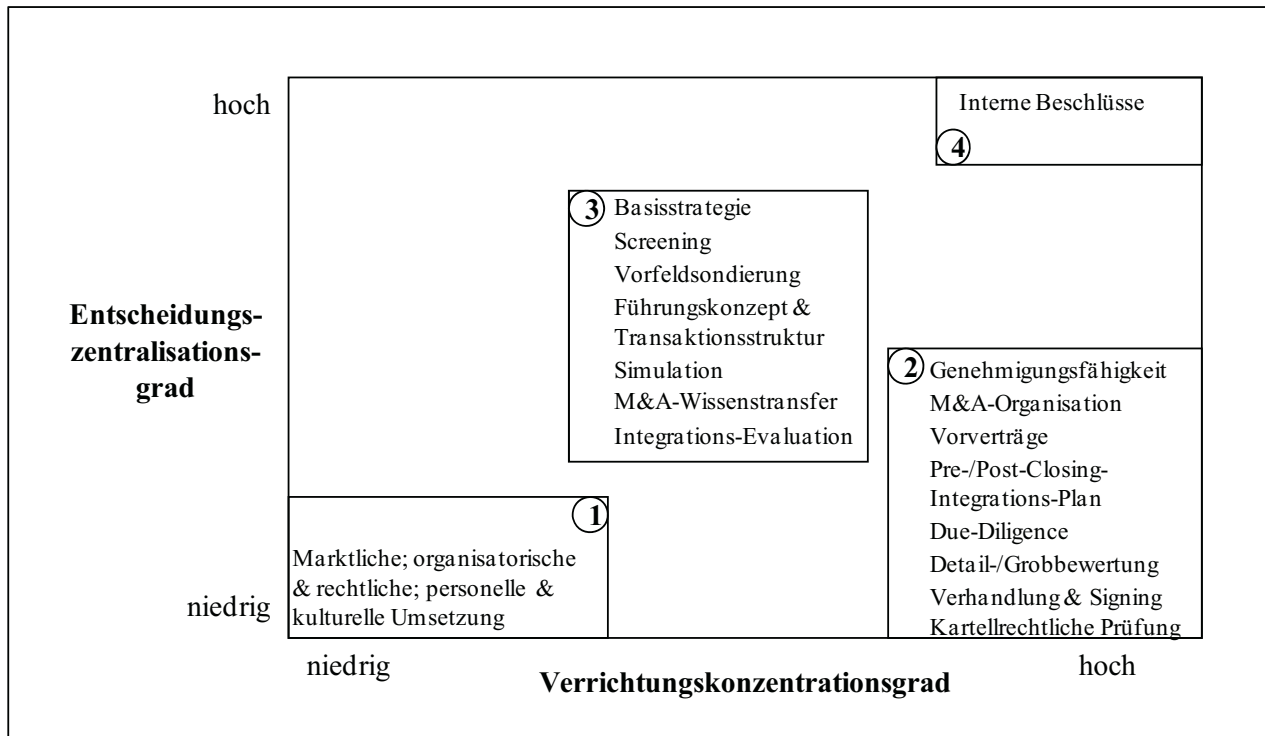 hoch
Interne Beschlüsse
4
3
Basisstrategie
Screening
Vorfeldsondierung
Führungskonzept &
Transaktionsstruktur
Simulation
M&A-Wissenstransfer
Integrations-Evaluation
Entscheidungs-
zentralisations-
grad
2
Genehmigungsfähigkeit
M&A-Organisation
Vorverträge
Pre-/Post-Closing-
Integrations-Plan
Due-Diligence
Detail-/Grobbewertung
Verhandlung & Signing
Kartellrechtliche Prüfung
1
Marktliche; organisatorische
& rechtliche; personelle &
kulturelle Umsetzung
niedrig
niedrig
Verrichtungskonzentrationsgrad
hoch